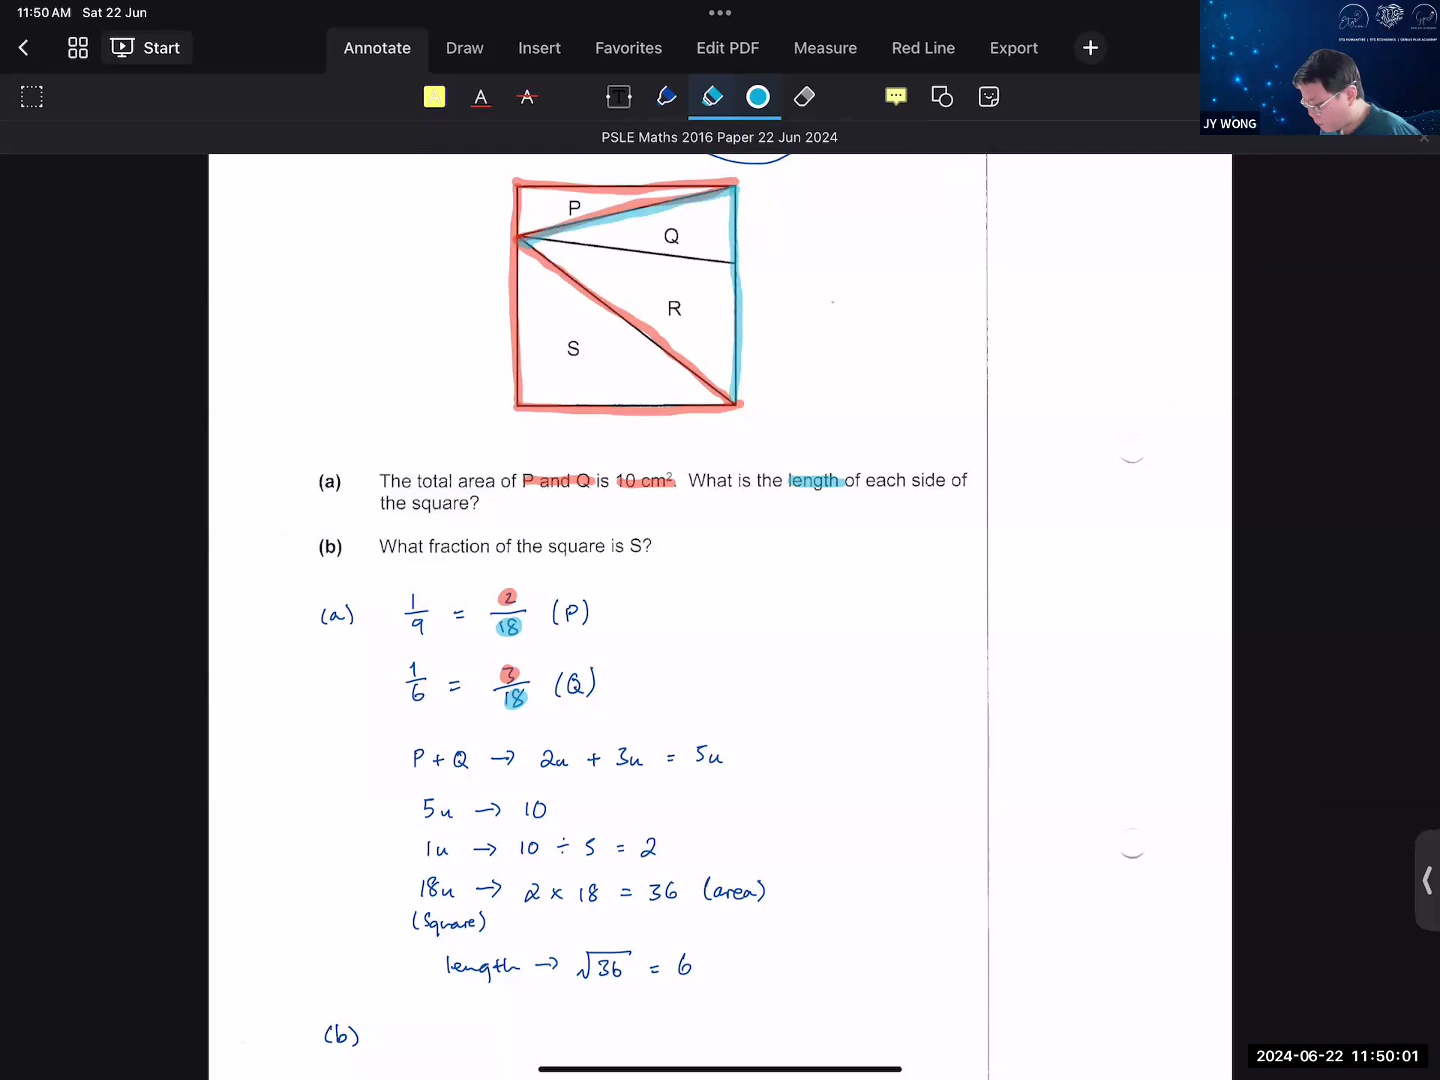 11:50 AM Sat 22 Jun
Start
Annotate Draw Insert Favorites Edit PDF Measure Red Line Export
A A A T
JY WONG
PSLE Maths 2016 Paper 22 Jun 2024
P
Q
R
S
(a) The total area of P and Q is 10 cm². What is the length of each side of
the square?
(b) What fraction of the square is S?
(a) 1/9 = 2/18 (P)
1/6 = 3/18 (Q)
P + Q → 2u + 3u = 5u
5u → 10
1u → 10 ÷ 5 = 2
18u → 2 × 18 = 36 (area)
(Square)
length → √36 = 6
(b)
2024-06-22 11:50:01